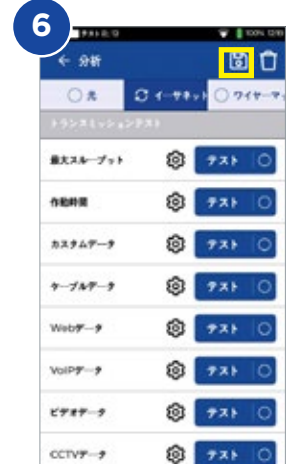 6
100% 12:19
分析
光
イーサネット
ワイヤーマ
トランスミッションテスト
最大スループット
テスト
作動時間
テスト
カスタムデータ
テスト
ケーブルデータ
テスト
Webデータ
テスト
VoIPデータ
テスト
ビデオデータ
テスト
CCTVデータ
テスト